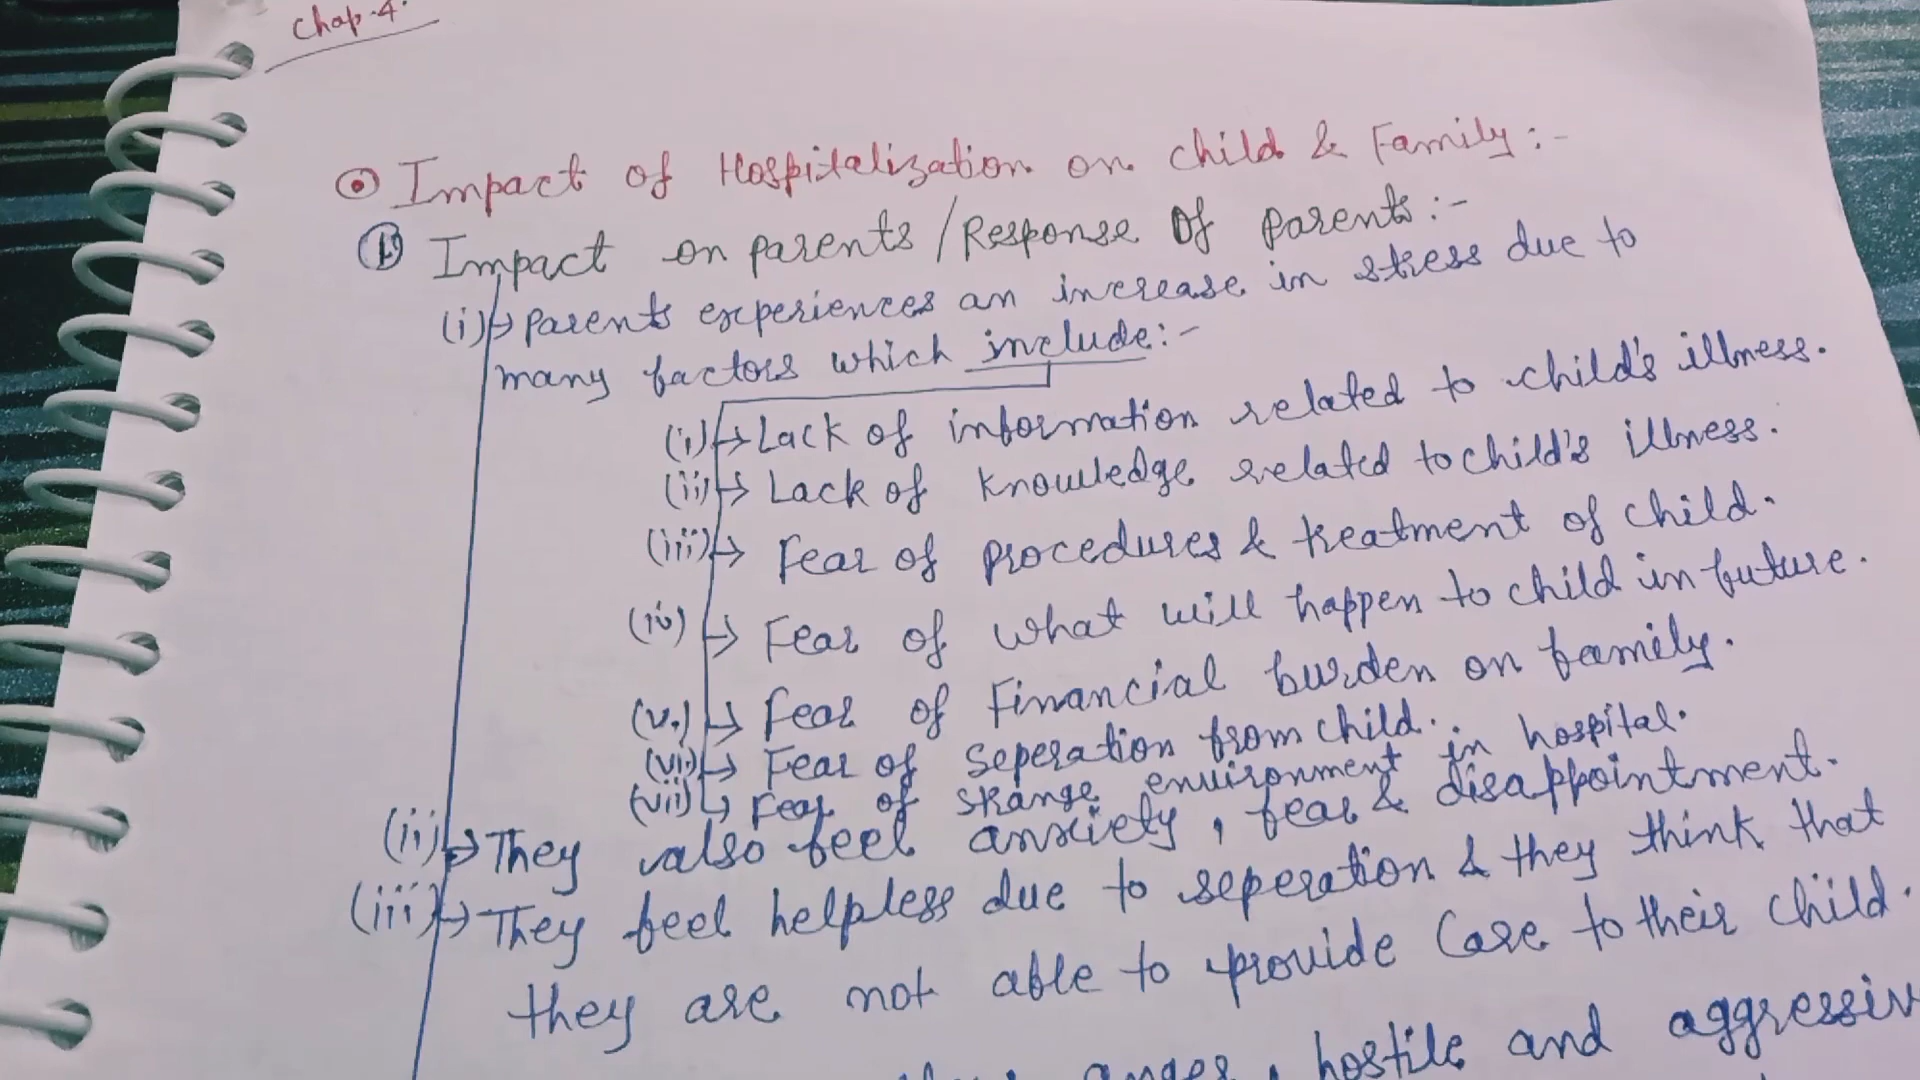 Chap-4.
Impact of Hospitalization on child & Family:-
① Impact on parents / Response Of parents:-
(i)→ parents experiences an increase in stress due to
many factors which include:-
(i)→ Lack of information related to child's illness.
(ii)→ Lack of knowledge related to child's illness.
(iii)→ Fear of procedures & treatment of child.
(iv)→ Fear of what will happen to child in future.
(v.)→ Fear of Financial burden on family.
(vi)→ Fear of seperation from child.
(vii)→ Fear of strange environment in hospital.
(ii)→ They also feel anxiety, fear & disappointment.
(iii)→ They feel helpless due to seperation & they think that
they are not able to provide Care to their child.
hostile and aggressiv